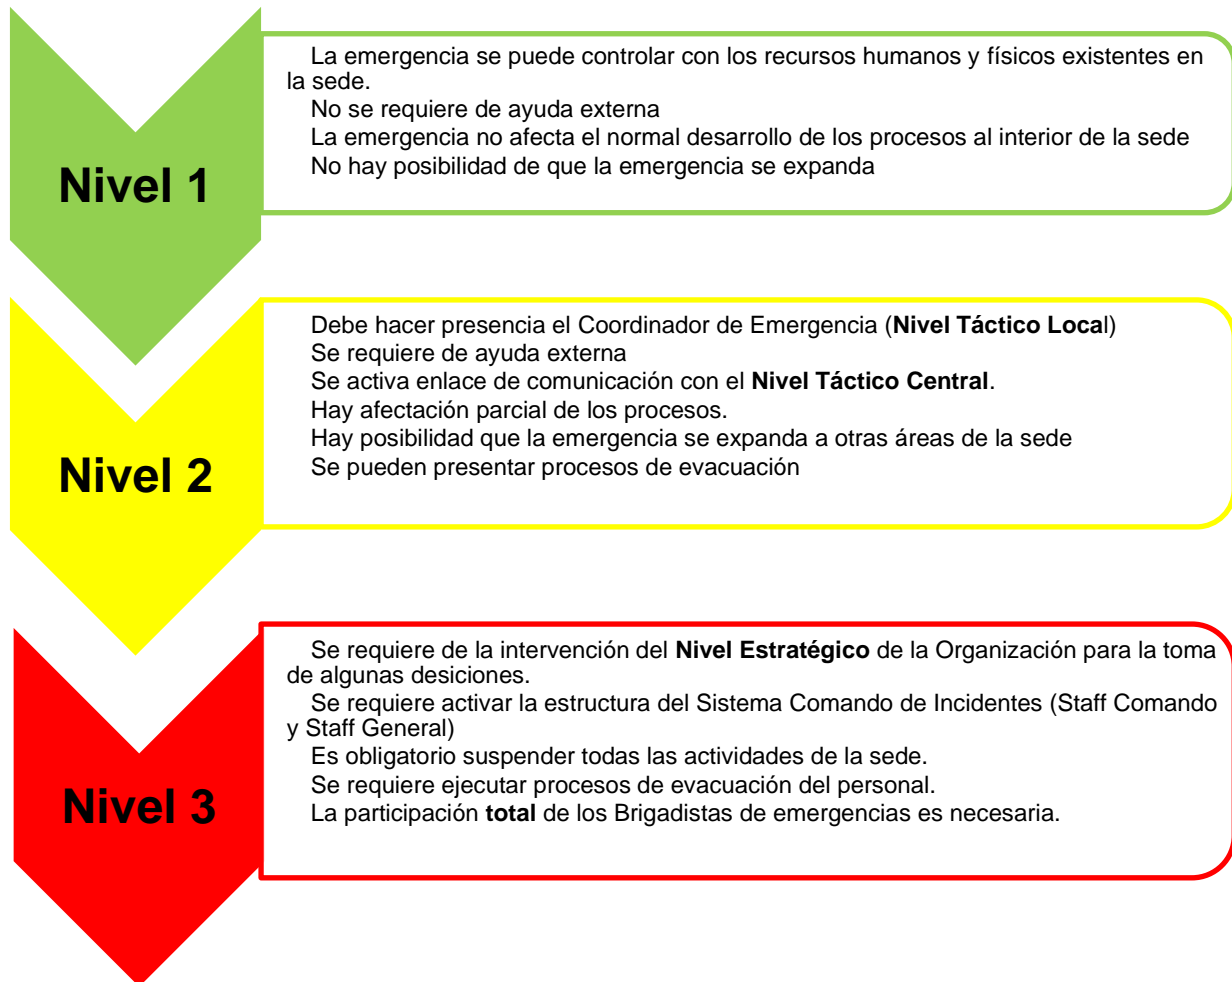 Nivel 1
La emergencia se puede controlar con los recursos humanos y físicos existentes en
la sede.
No se requiere de ayuda externa
La emergencia no afecta el normal desarrollo de los procesos al interior de la sede
No hay posibilidad de que la emergencia se expanda
Nivel 2
Debe hacer presencia el Coordinador de Emergencia (Nivel Táctico Local)
Se requiere de ayuda externa
Se activa enlace de comunicación con el Nivel Táctico Central.
Hay afectación parcial de los procesos.
Hay posibilidad que la emergencia se expanda a otras áreas de la sede
Se pueden presentar procesos de evacuación
Nivel 3
Se requiere de la intervención del Nivel Estratégico de la Organización para la toma
de algunas desiciones.
Se requiere activar la estructura del Sistema Comando de Incidentes (Staff Comando
y Staff General)
Es obligatorio suspender todas las actividades de la sede.
Se requiere ejecutar procesos de evacuación del personal.
La participación total de los Brigadistas de emergencias es necesaria.